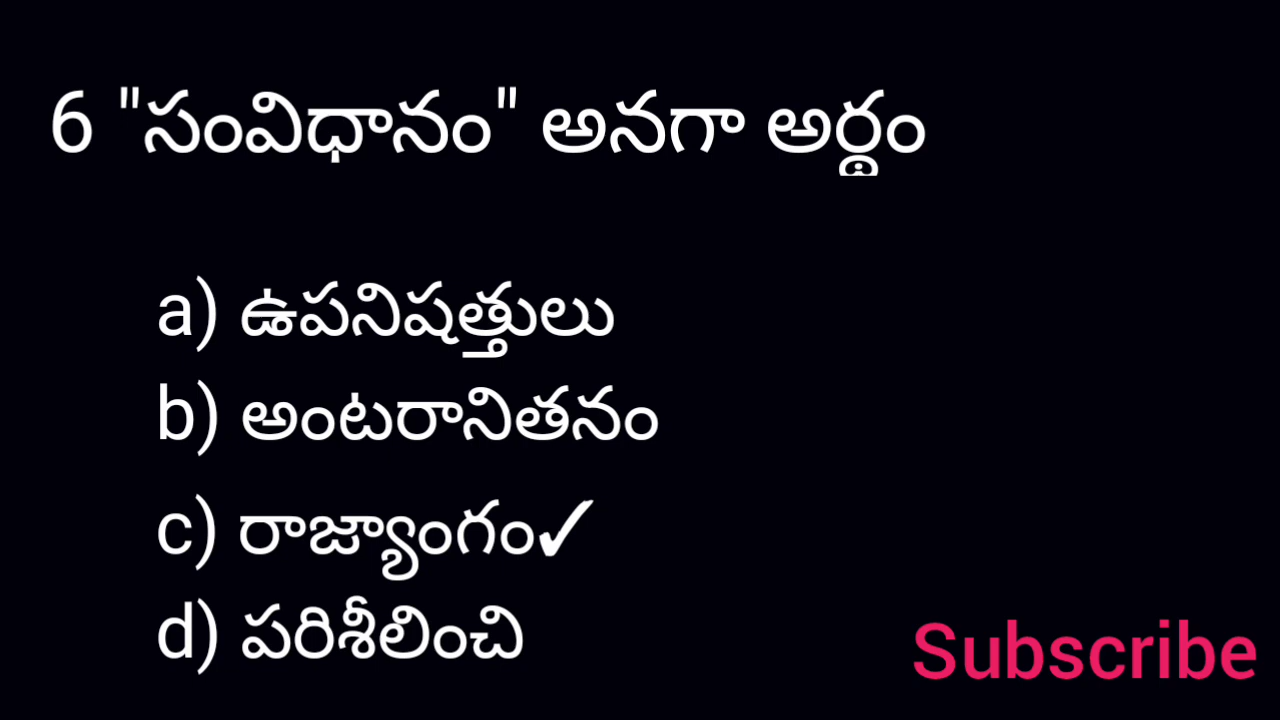 6 "సంవిధానం" అనగా అర్థం
a) ఉపనిషత్తులు
b) అంటరానితనం
c) రాజ్యాంగం✓
d) పరిశీలించి
Subscribe